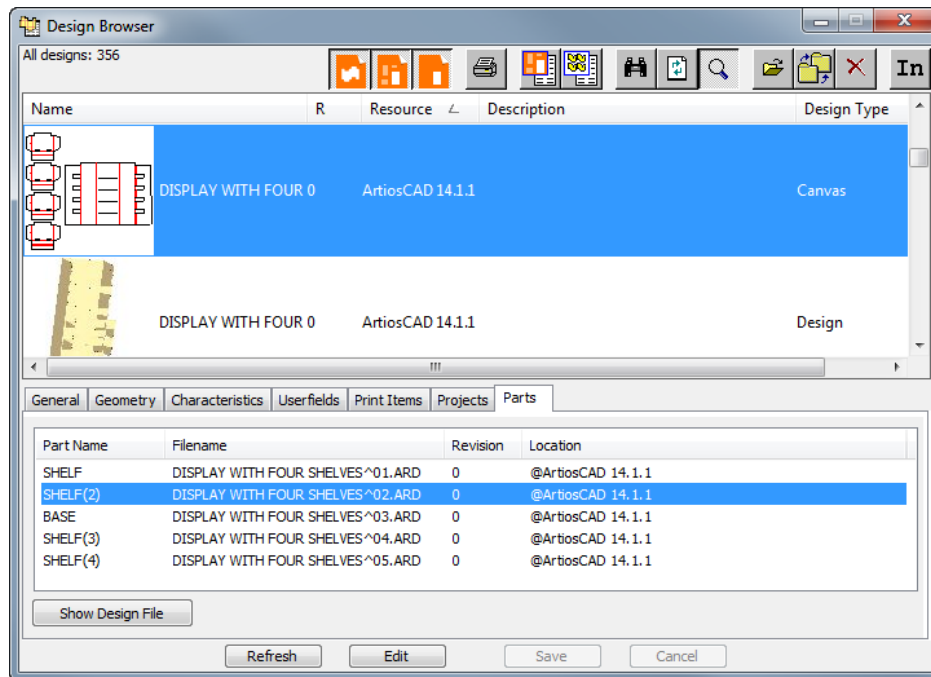 Design Browser
All designs: 356
In
Name R Resource Description Design Type
DISPLAY WITH FOUR 0 ArtiosCAD 14.1.1 Canvas
DISPLAY WITH FOUR 0 ArtiosCAD 14.1.1 Design
General Geometry Characteristics Userfields Print Items Projects Parts
Part Name Filename Revision Location
SHELF DISPLAY WITH FOUR SHELVES^01.ARD 0 @ArtiosCAD 14.1.1
SHELF(2) DISPLAY WITH FOUR SHELVES^02.ARD 0 @ArtiosCAD 14.1.1
BASE DISPLAY WITH FOUR SHELVES^03.ARD 0 @ArtiosCAD 14.1.1
SHELF(3) DISPLAY WITH FOUR SHELVES^04.ARD 0 @ArtiosCAD 14.1.1
SHELF(4) DISPLAY WITH FOUR SHELVES^05.ARD 0 @ArtiosCAD 14.1.1
Show Design File
Refresh Edit Save Cancel